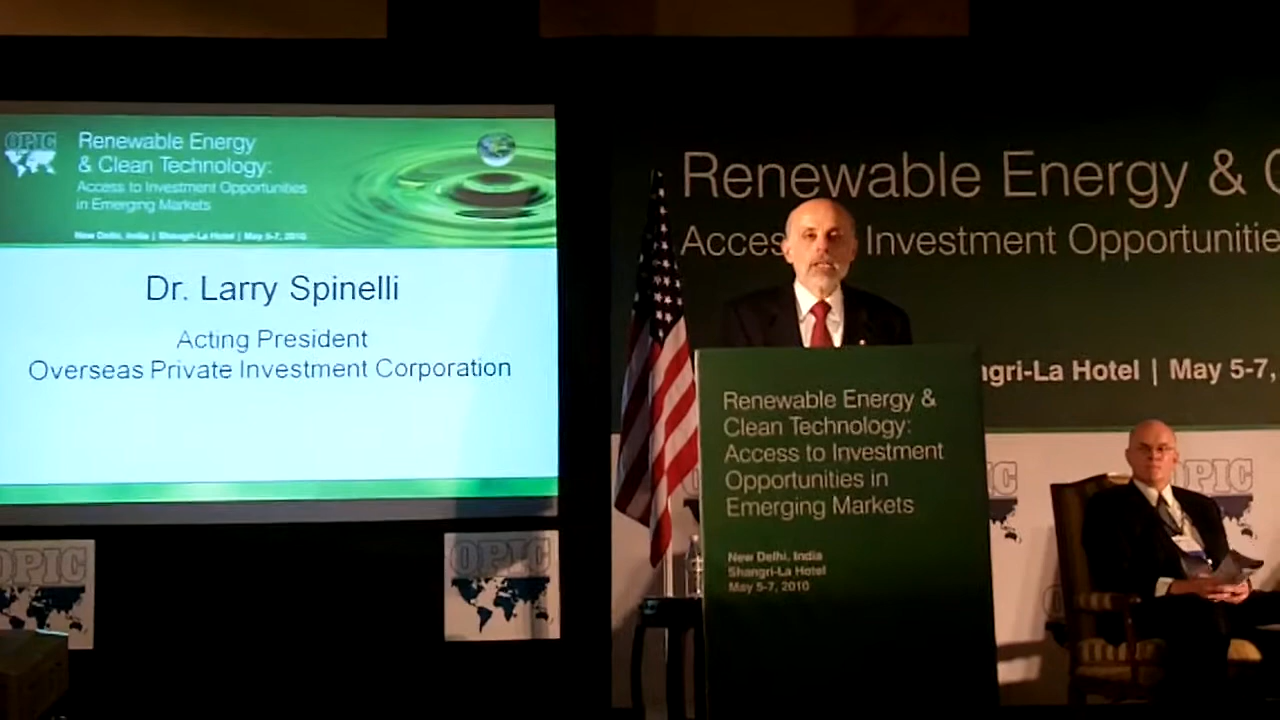 OPIC
Renewable Energy
& Clean Technology:
Access to Investment Opportunities
in Emerging Markets
New Delhi, India | Shangri-La Hotel | May 5-7, 2010
Dr. Larry Spinelli
Acting President
Overseas Private Investment Corporation
OPIC
OPIC
Renewable Energy &
Investment Opportunitie
ngri-La Hotel | May 5-7,
Renewable Energy &
Clean Technology:
Access to Investment
Opportunities in
Emerging Markets
New Delhi, India
Shangri-La Hotel
May 5-7, 2010
OPIC